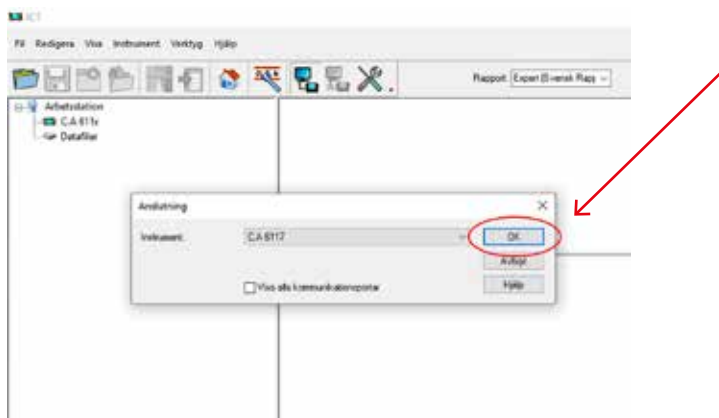 ICT
Fil Redigera Visa Instrument Verktyg Hjälp
Rapport: Expert (Svensk Rapp
Arbetsstation
C.A 611x
Datafiler
Anslutning
Instrument: C.A 6117 OK
Avbryt
Visa alla kommunikationsportar Hjälp